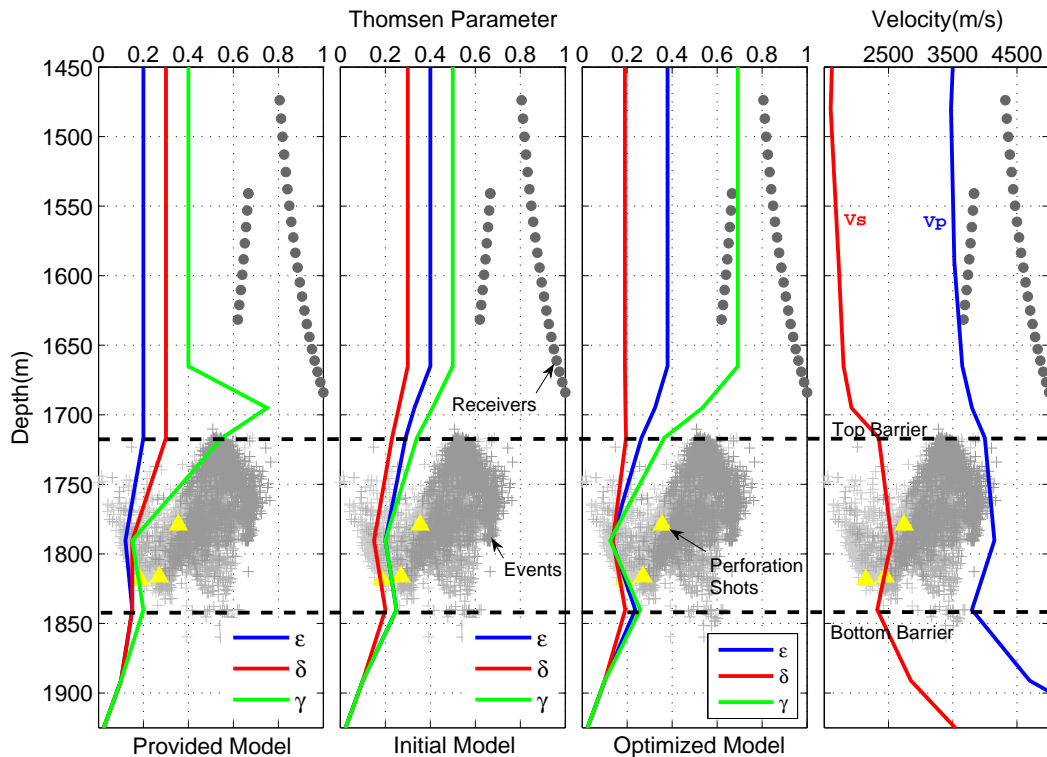 Thomsen Parameter
Velocity(m/s)
0 0.2 0.4 0.6 0.8 1
0 0.2 0.4 0.6 0.8 1
0 0.2 0.4 0.6 0.8 1
2500 3500 4500
Depth(m)
1450
1500
1550
1600
1650
1700
1750
1800
1850
1900
Vs
Vp
Receivers
Top Barrier
Events
Perforation
Shots
Bottom Barrier
ε
δ
γ
ε
δ
γ
ε
δ
γ
Provided Model
Initial Model
Optimized Model